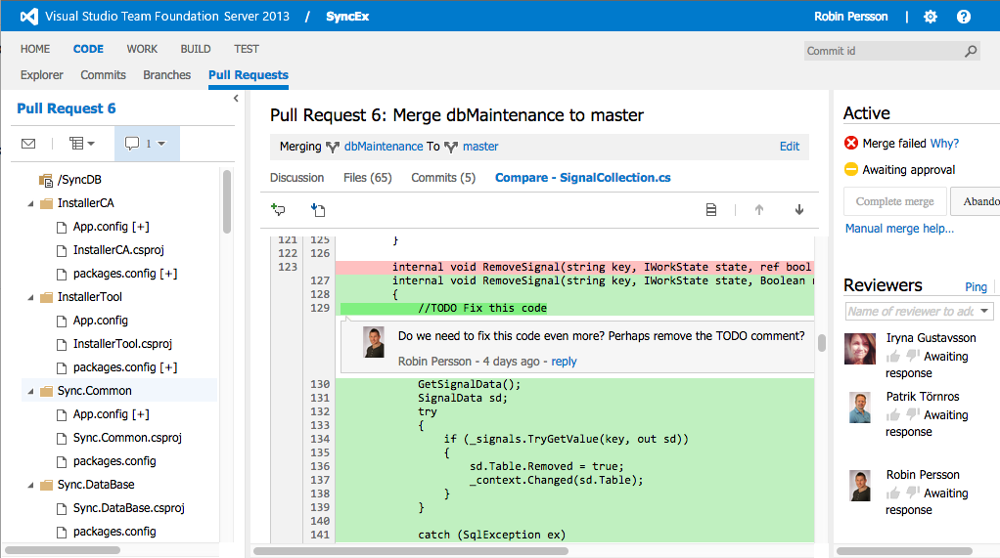 Visual Studio Team Foundation Server 2013 / SyncEx
Robin Persson
HOME CODE WORK BUILD TEST
Commit id
Explorer Commits Branches Pull Requests
Pull Request 6
1
/SyncDB
InstallerCA
App.config [+]
InstallerCA.csproj
packages.config [+]
InstallerTool
App.config
InstallerTool.csproj
packages.config [+]
Sync.Common
App.config [+]
Sync.Common.csproj
packages.config
Sync.DataBase
Sync.DataBase.csproj
packages.config
Pull Request 6: Merge dbMaintenance to master
Merging dbMaintenance To master Edit
Discussion Files (65) Commits (5) Compare - SignalCollection.cs
121 125 }
122 126
123 internal void RemoveSignal(string key, IWorkState state, ref bool
127 internal void RemoveSignal(string key, IWorkState state, Boolean
128 {
129 //TODO Fix this code
Do we need to fix this code even more? Perhaps remove the TODO comment?
Robin Persson - 4 days ago - reply
130 GetSignalData();
131 SignalData sd;
132 try
133 {
134 if (_signals.TryGetValue(key, out sd))
135 {
136 sd.Table.Removed = true;
137 _context.Changed(sd.Table);
138 }
139 }
140
141 catch (SqlException ex)
Active
Merge failed Why?
Awaiting approval
Complete merge Abando
Manual merge help...
Reviewers Ping
Name of reviewer to add
Iryna Gustavsson
Awaiting
response
Patrik Törnros
Awaiting
response
Robin Persson
Awaiting
response